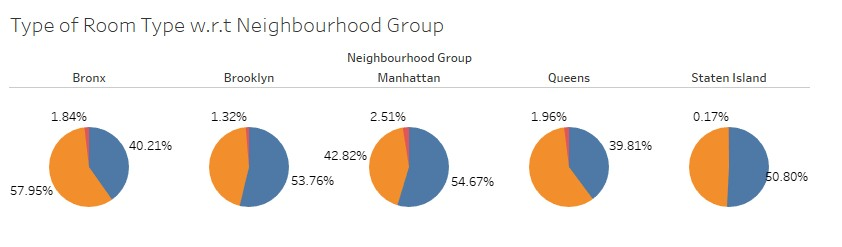 Type of Room Type w.r.t Neighbourhood Group
Neighbourhood Group
Bronx Brooklyn Manhattan Queens Staten Island
1.84% 1.32% 2.51% 1.96% 0.17%
40.21% 42.82% 39.81%
57.95% 53.76% 54.67% 50.80%